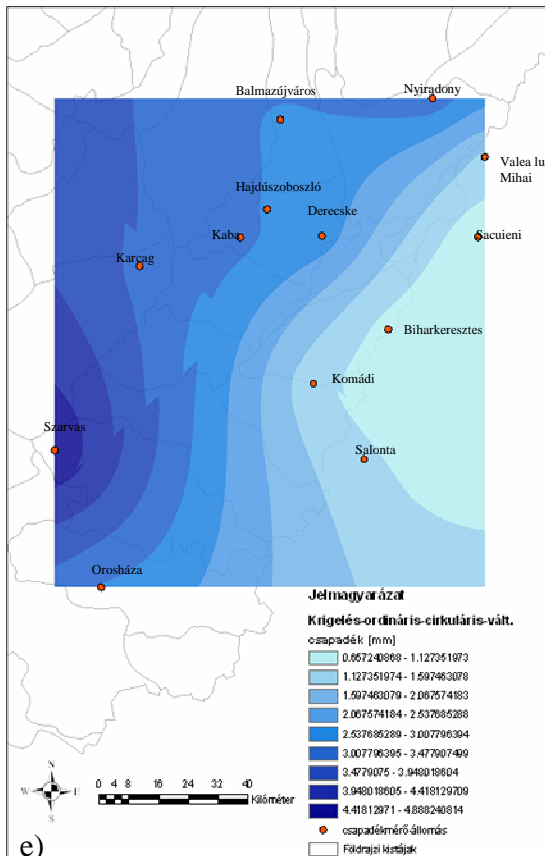 Balmazújváros
Nyiradony
Valea lu
Mihai
Hajdúszoboszló
Derecske
Kaba
Sacuieni
Karcag
Biharkeresztes
Komádi
Szarvas
Salonta
Orosháza
Jelmagyarázat
Krigelés-ordináris-cirkuláris-vált.
csapadék [mm]
0.657240868 - 1.127351973
1.127351974 - 1.597463078
1.597463079 - 2.067574183
2.067574184 - 2.537685288
2.537685289 - 3.007796394
3.007796395 - 3.477907499
3.4779075 - 3.948018604
3.948018605 - 4.418129709
4.41812971 - 4.888240814
csapadékmérő állomás
Földrajzi kistájak
N
W
E
S
0 4 8 16 24 32 40
Kilométer
e)